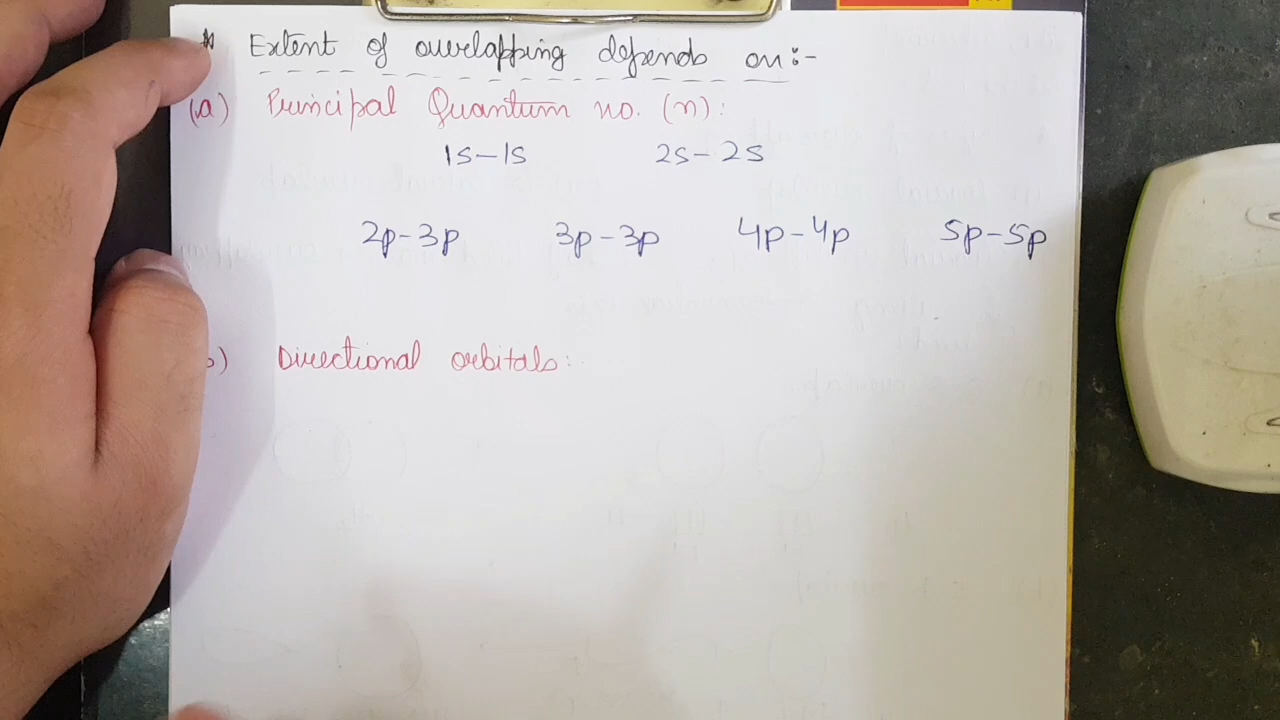 * Extent of overlapping depends on :-
(a) Principal Quantum no. (n) :
1s-1s 2s-2s
2p-3p 3p-3p 4p-4p 5p-5p
) Directional orbitals :